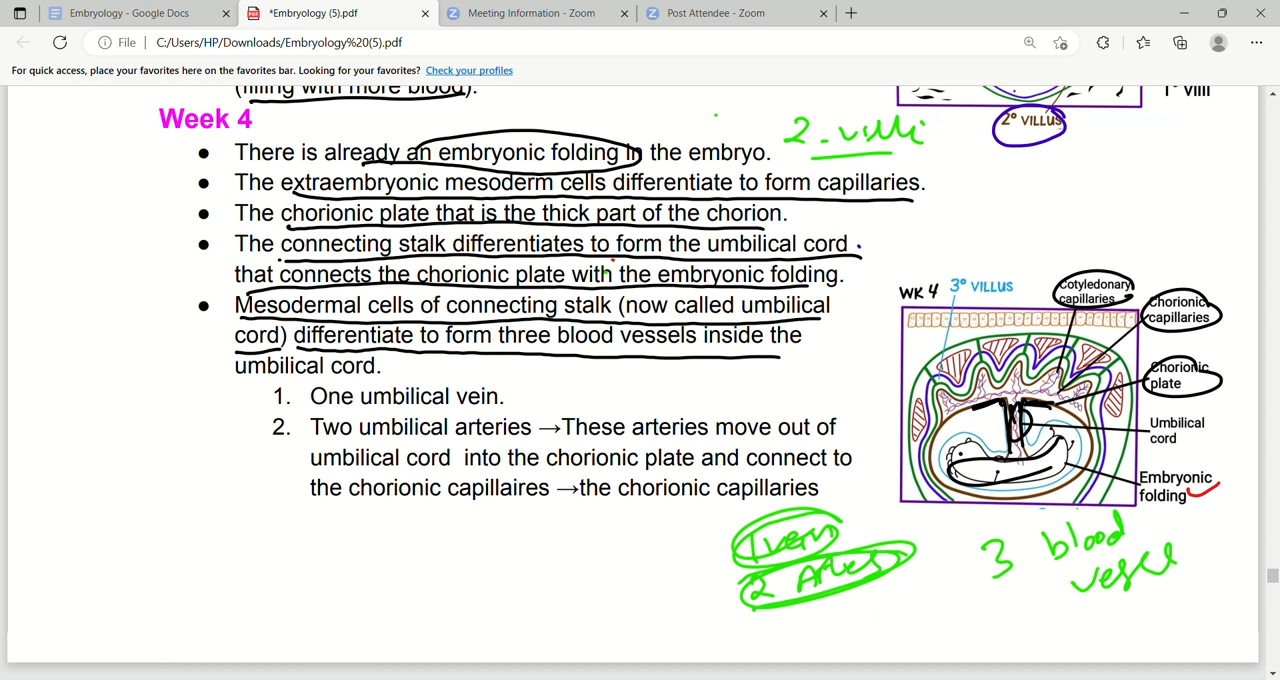 Embryology - Google Docs
*Embryology (5).pdf
Meeting Information - Zoom
Post Attendee - Zoom
File
C:/Users/HP/Downloads/Embryology%20(5).pdf
For quick access, place your favorites here on the favorites bar. Looking for your favorites? Check your profiles
(filling with more blood).
Week 4
● There is already an embryonic folding in the embryo.
● The extraembryonic mesoderm cells differentiate to form capillaries.
● The chorionic plate that is the thick part of the chorion.
● The connecting stalk differentiates to form the umbilical cord
that connects the chorionic plate with the embryonic folding.
● Mesodermal cells of connecting stalk (now called umbilical
cord) differentiate to form three blood vessels inside the
umbilical cord.
1. One umbilical vein.
2. Two umbilical arteries →These arteries move out of
umbilical cord into the chorionic plate and connect to
the chorionic capillaires →the chorionic capillaries
2 - villi
1° villi
2° VILLUS
WK 4
3° VILLUS
Cotyledonary
capillaries
Chorionic
capillaries
Chorionic
plate
Umbilical
cord
Embryonic
folding
1 vein
2
3 blood
vessel